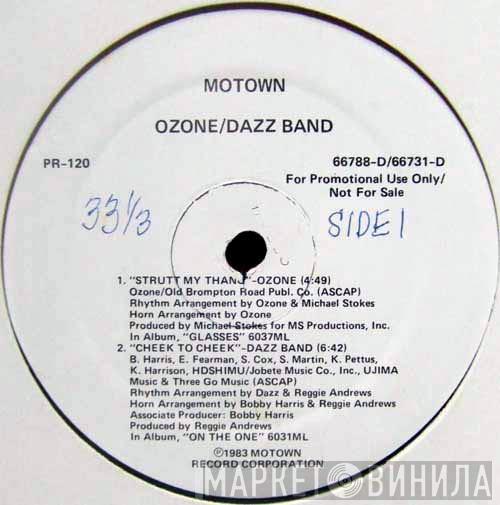 MOTOWN
OZONE/DAZZ BAND
PR-120
66788-D/66731-D
For Promotional Use Only/
Not For Sale
33 1/3
SIDE 1
1. "STRUTT MY THANG"-OZONE (4:49)
Ozone/Old Brompton Road Publ. Co. (ASCAP)
Rhythm Arrangement by Ozone & Michael Stokes
Horn Arrangement by Ozone
Produced by Michael Stokes for MS Productions, Inc.
In Album, "GLASSES" 6037ML
2. "CHEEK TO CHEEK"-DAZZ BAND (6:42)
B. Harris, E. Fearman, S. Cox, S. Martin, K. Pettus,
K. Harrison, HDSHIMU/Jobete Music Co., Inc., UJIMA
Music & Three Go Music (ASCAP)
Rhythm Arrangement by Dazz & Reggie Andrews
Horn Arrangement by Bobby Harris & Reggie Andrews
Associate Producer: Bobby Harris
Produced by Reggie Andrews
In Album, "ON THE ONE" 6031ML
℗1983 MOTOWN
RECORD CORPORATION
МАРКЕТ ВИНИЛА